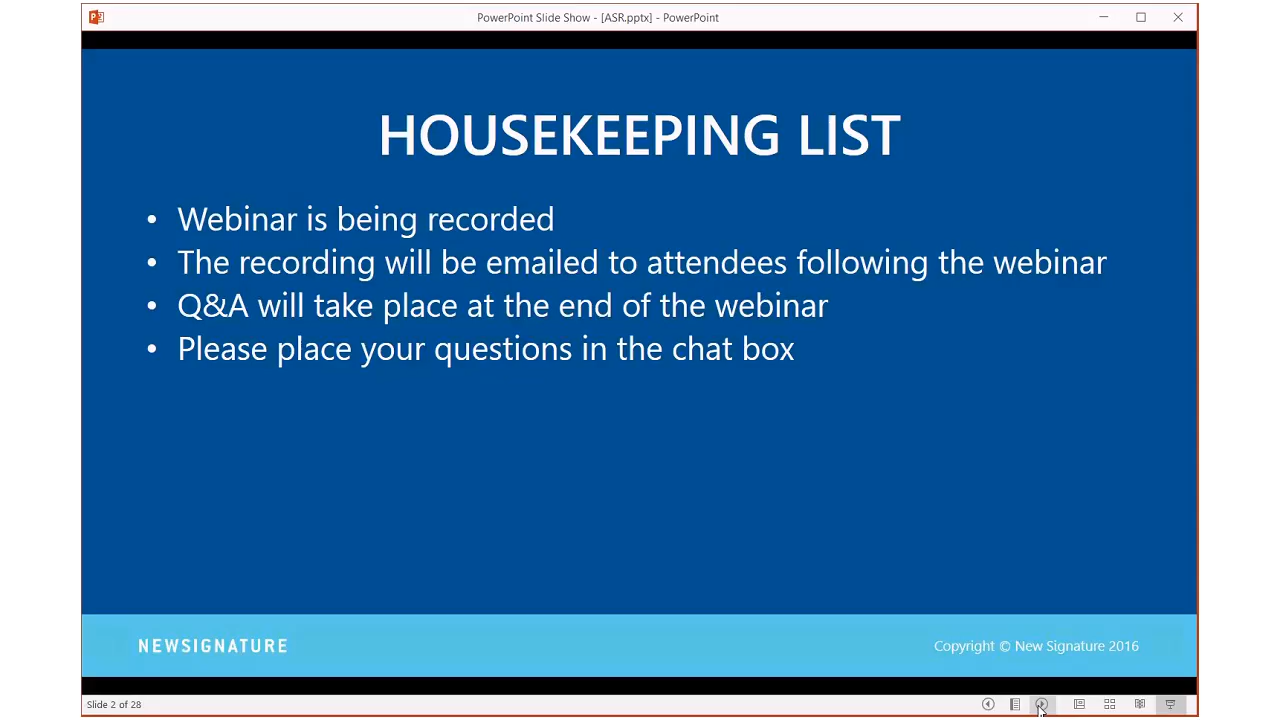 PowerPoint Slide Show - [ASR.pptx] - PowerPoint
HOUSEKEEPING LIST
• Webinar is being recorded
• The recording will be emailed to attendees following the webinar
• Q&A will take place at the end of the webinar
• Please place your questions in the chat box
NEWSIGNATURE
Copyright © New Signature 2016
Slide 2 of 28